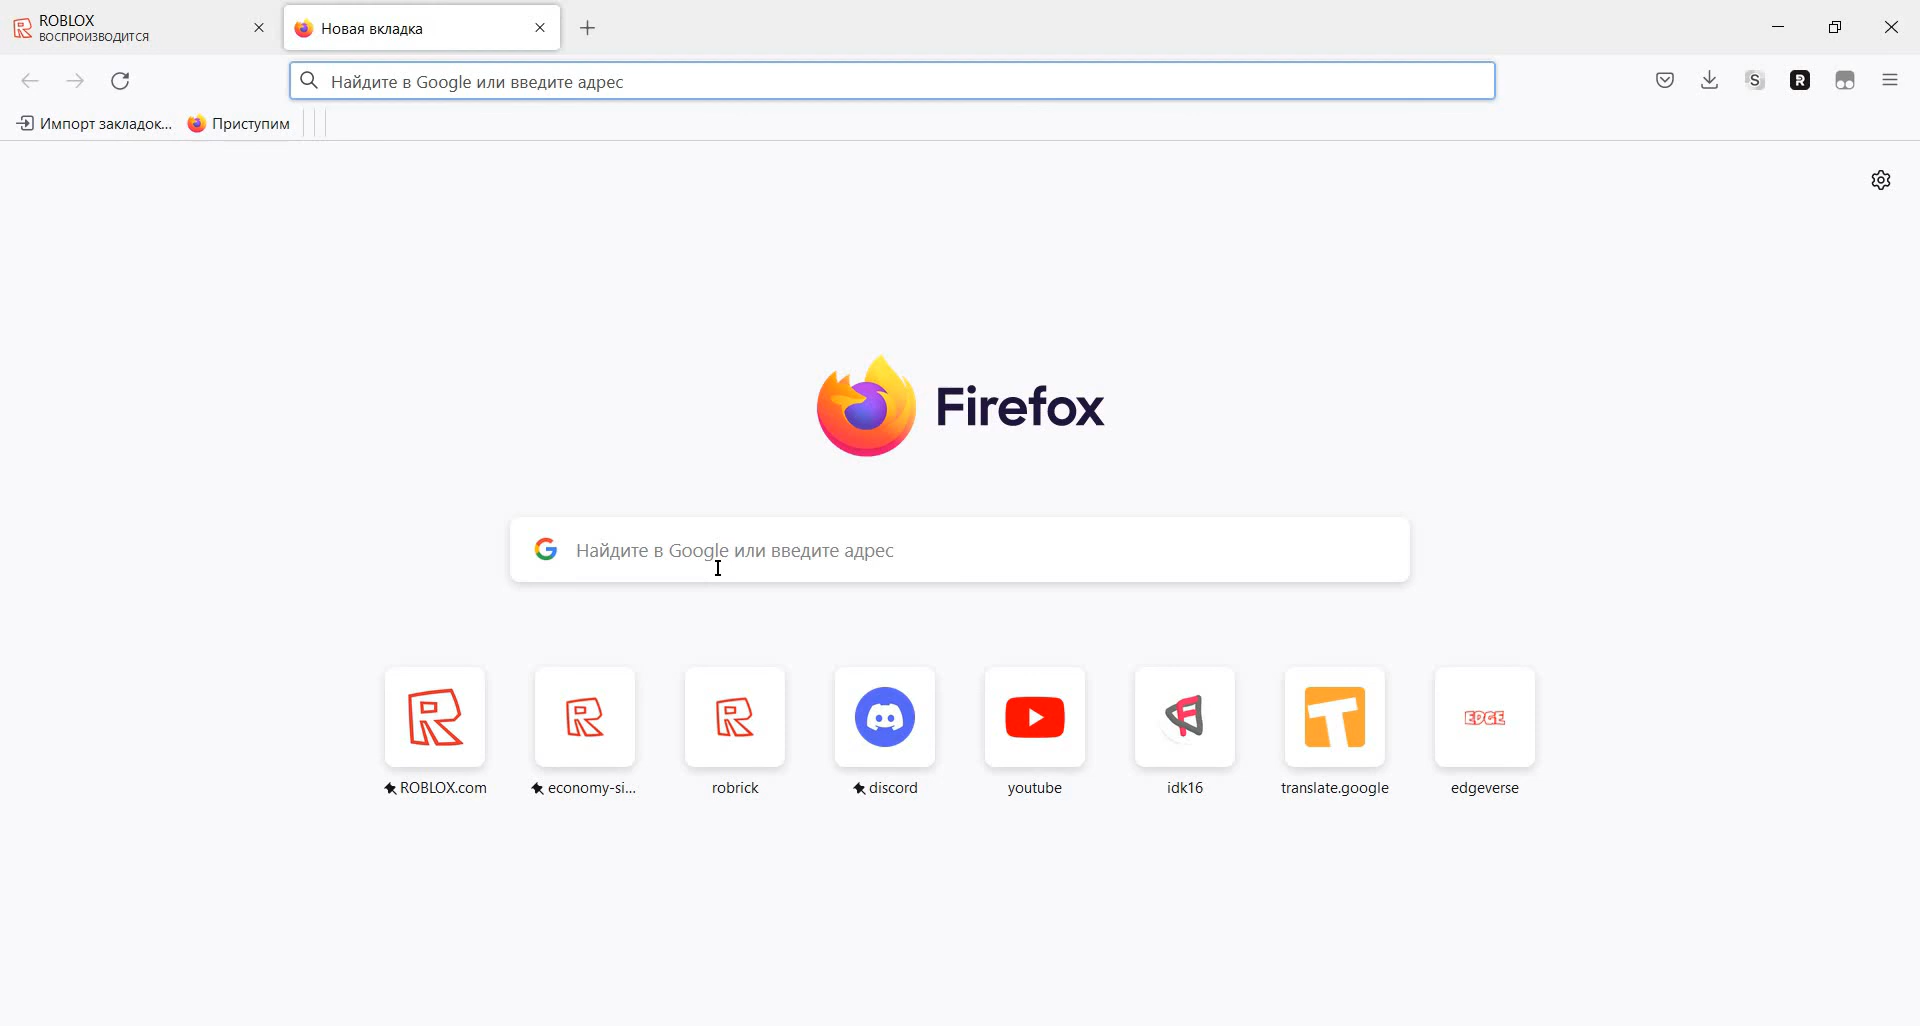 ROBLOX
ВОСПРОИЗВОДИТСЯ
Новая вкладка
Найдите в Google или введите адрес
S
R
Импорт закладок...
Приступим
Firefox
G Найдите в Google или введите адрес
R
R
R
F
T
EDGE
ROBLOX.com
economy-si...
robrick
discord
youtube
idk16
translate.google
edgeverse